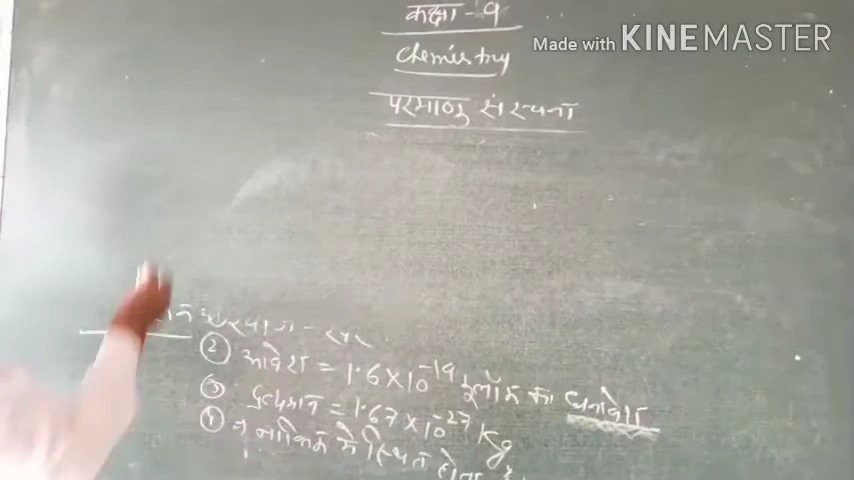 कक्षा - 9
Made with KINEMASTER
Chemistry
परमाणु संरचना
② आवेश = 1.6×10⁻¹⁹ कूलॉम का धनावेश
③ द्रव्यमान = 1.67×10⁻²⁷ Kg
④ नाभिक में स्थित होता है